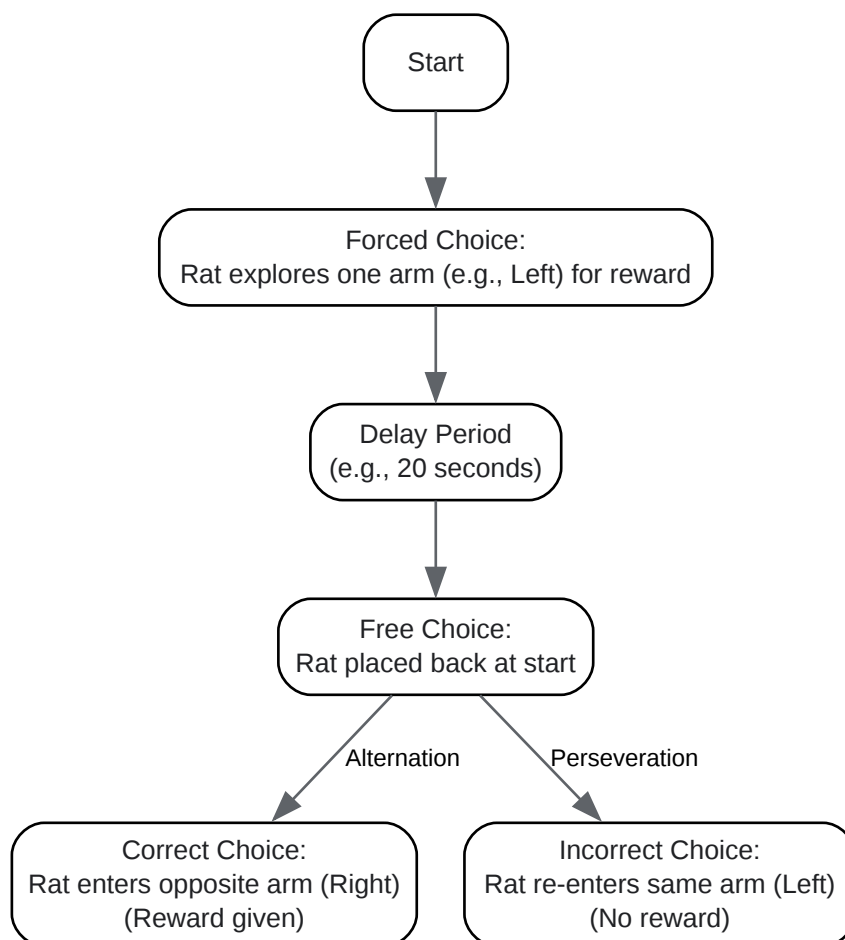 Start
Forced Choice:
Rat explores one arm (e.g., Left) for reward
Delay Period
(e.g., 20 seconds)
Free Choice:
Rat placed back at start
Alternation
Perseveration
Correct Choice:
Rat enters opposite arm (Right)
(Reward given)
Incorrect Choice:
Rat re-enters same arm (Left)
(No reward)